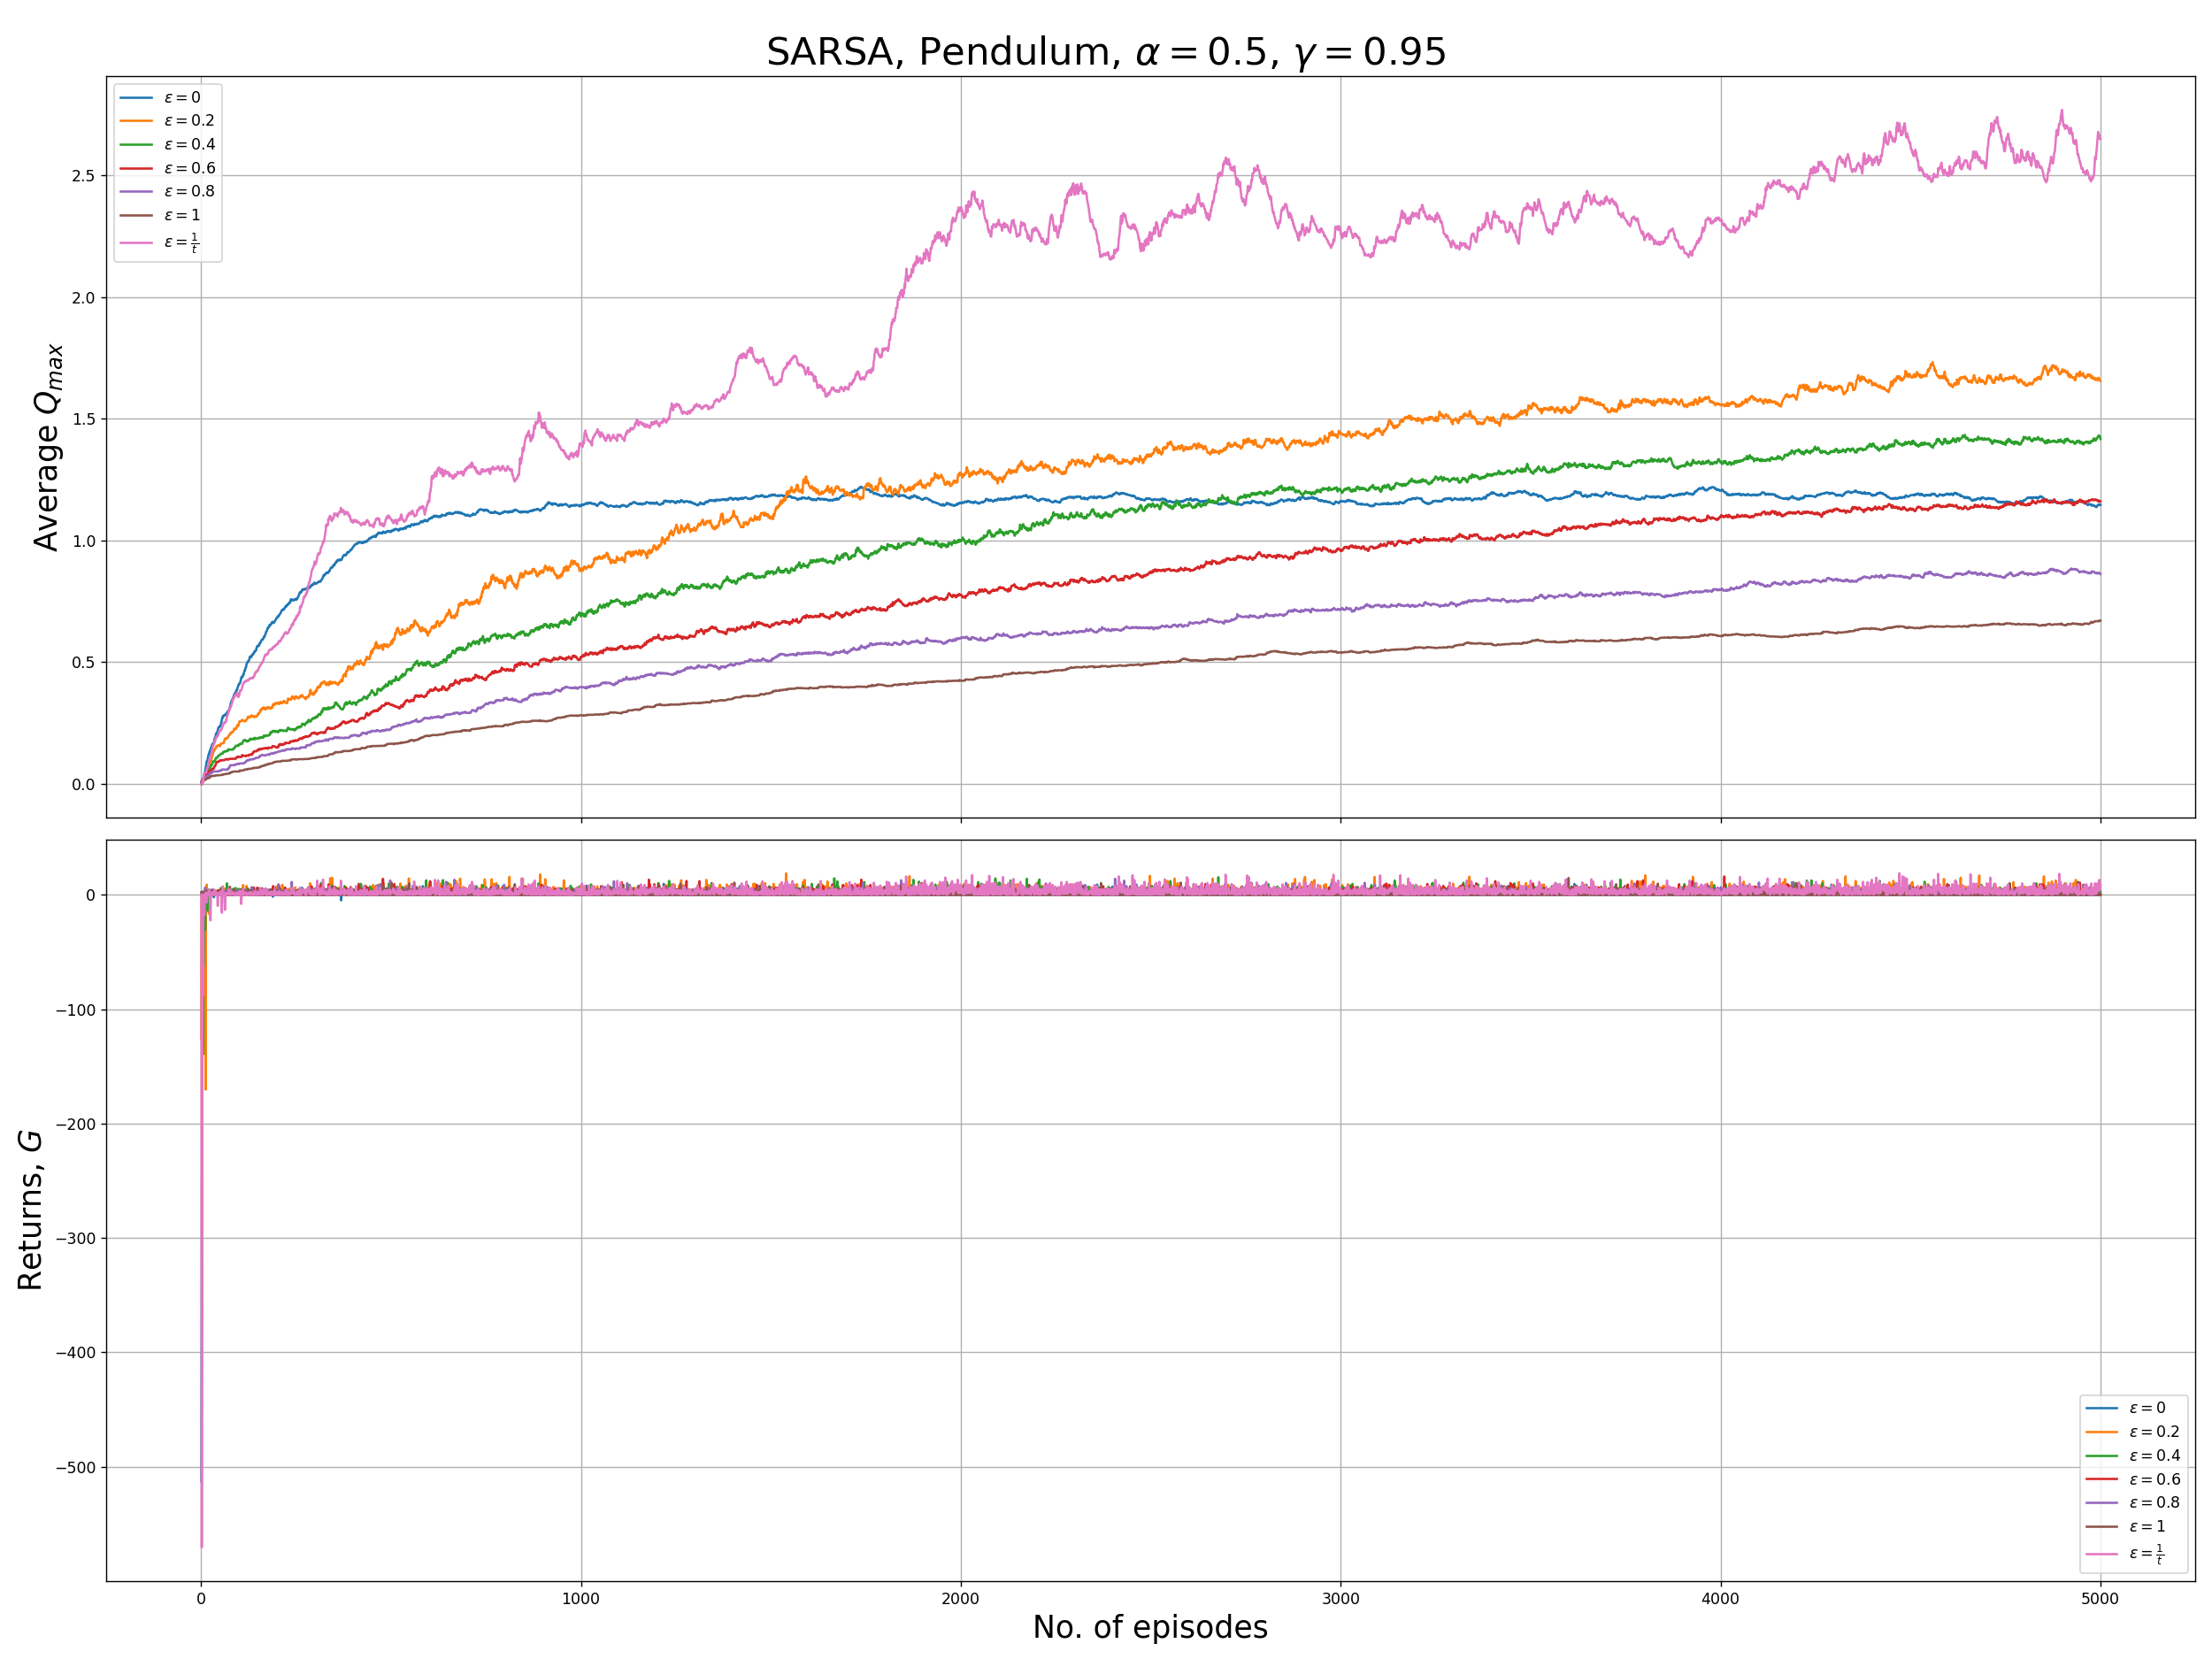 SARSA, Pendulum, α = 0.5, γ = 0.95
ε = 0
ε = 0.2
ε = 0.4
ε = 0.6
ε = 0.8
ε = 1
ε = 1/t
Average Q_max
2.5
2.0
1.5
1.0
0.5
0.0
Returns, G
0
−100
−200
−300
−400
−500
ε = 0
ε = 0.2
ε = 0.4
ε = 0.6
ε = 0.8
ε = 1
ε = 1/t
0 1000 2000 3000 4000 5000
No. of episodes